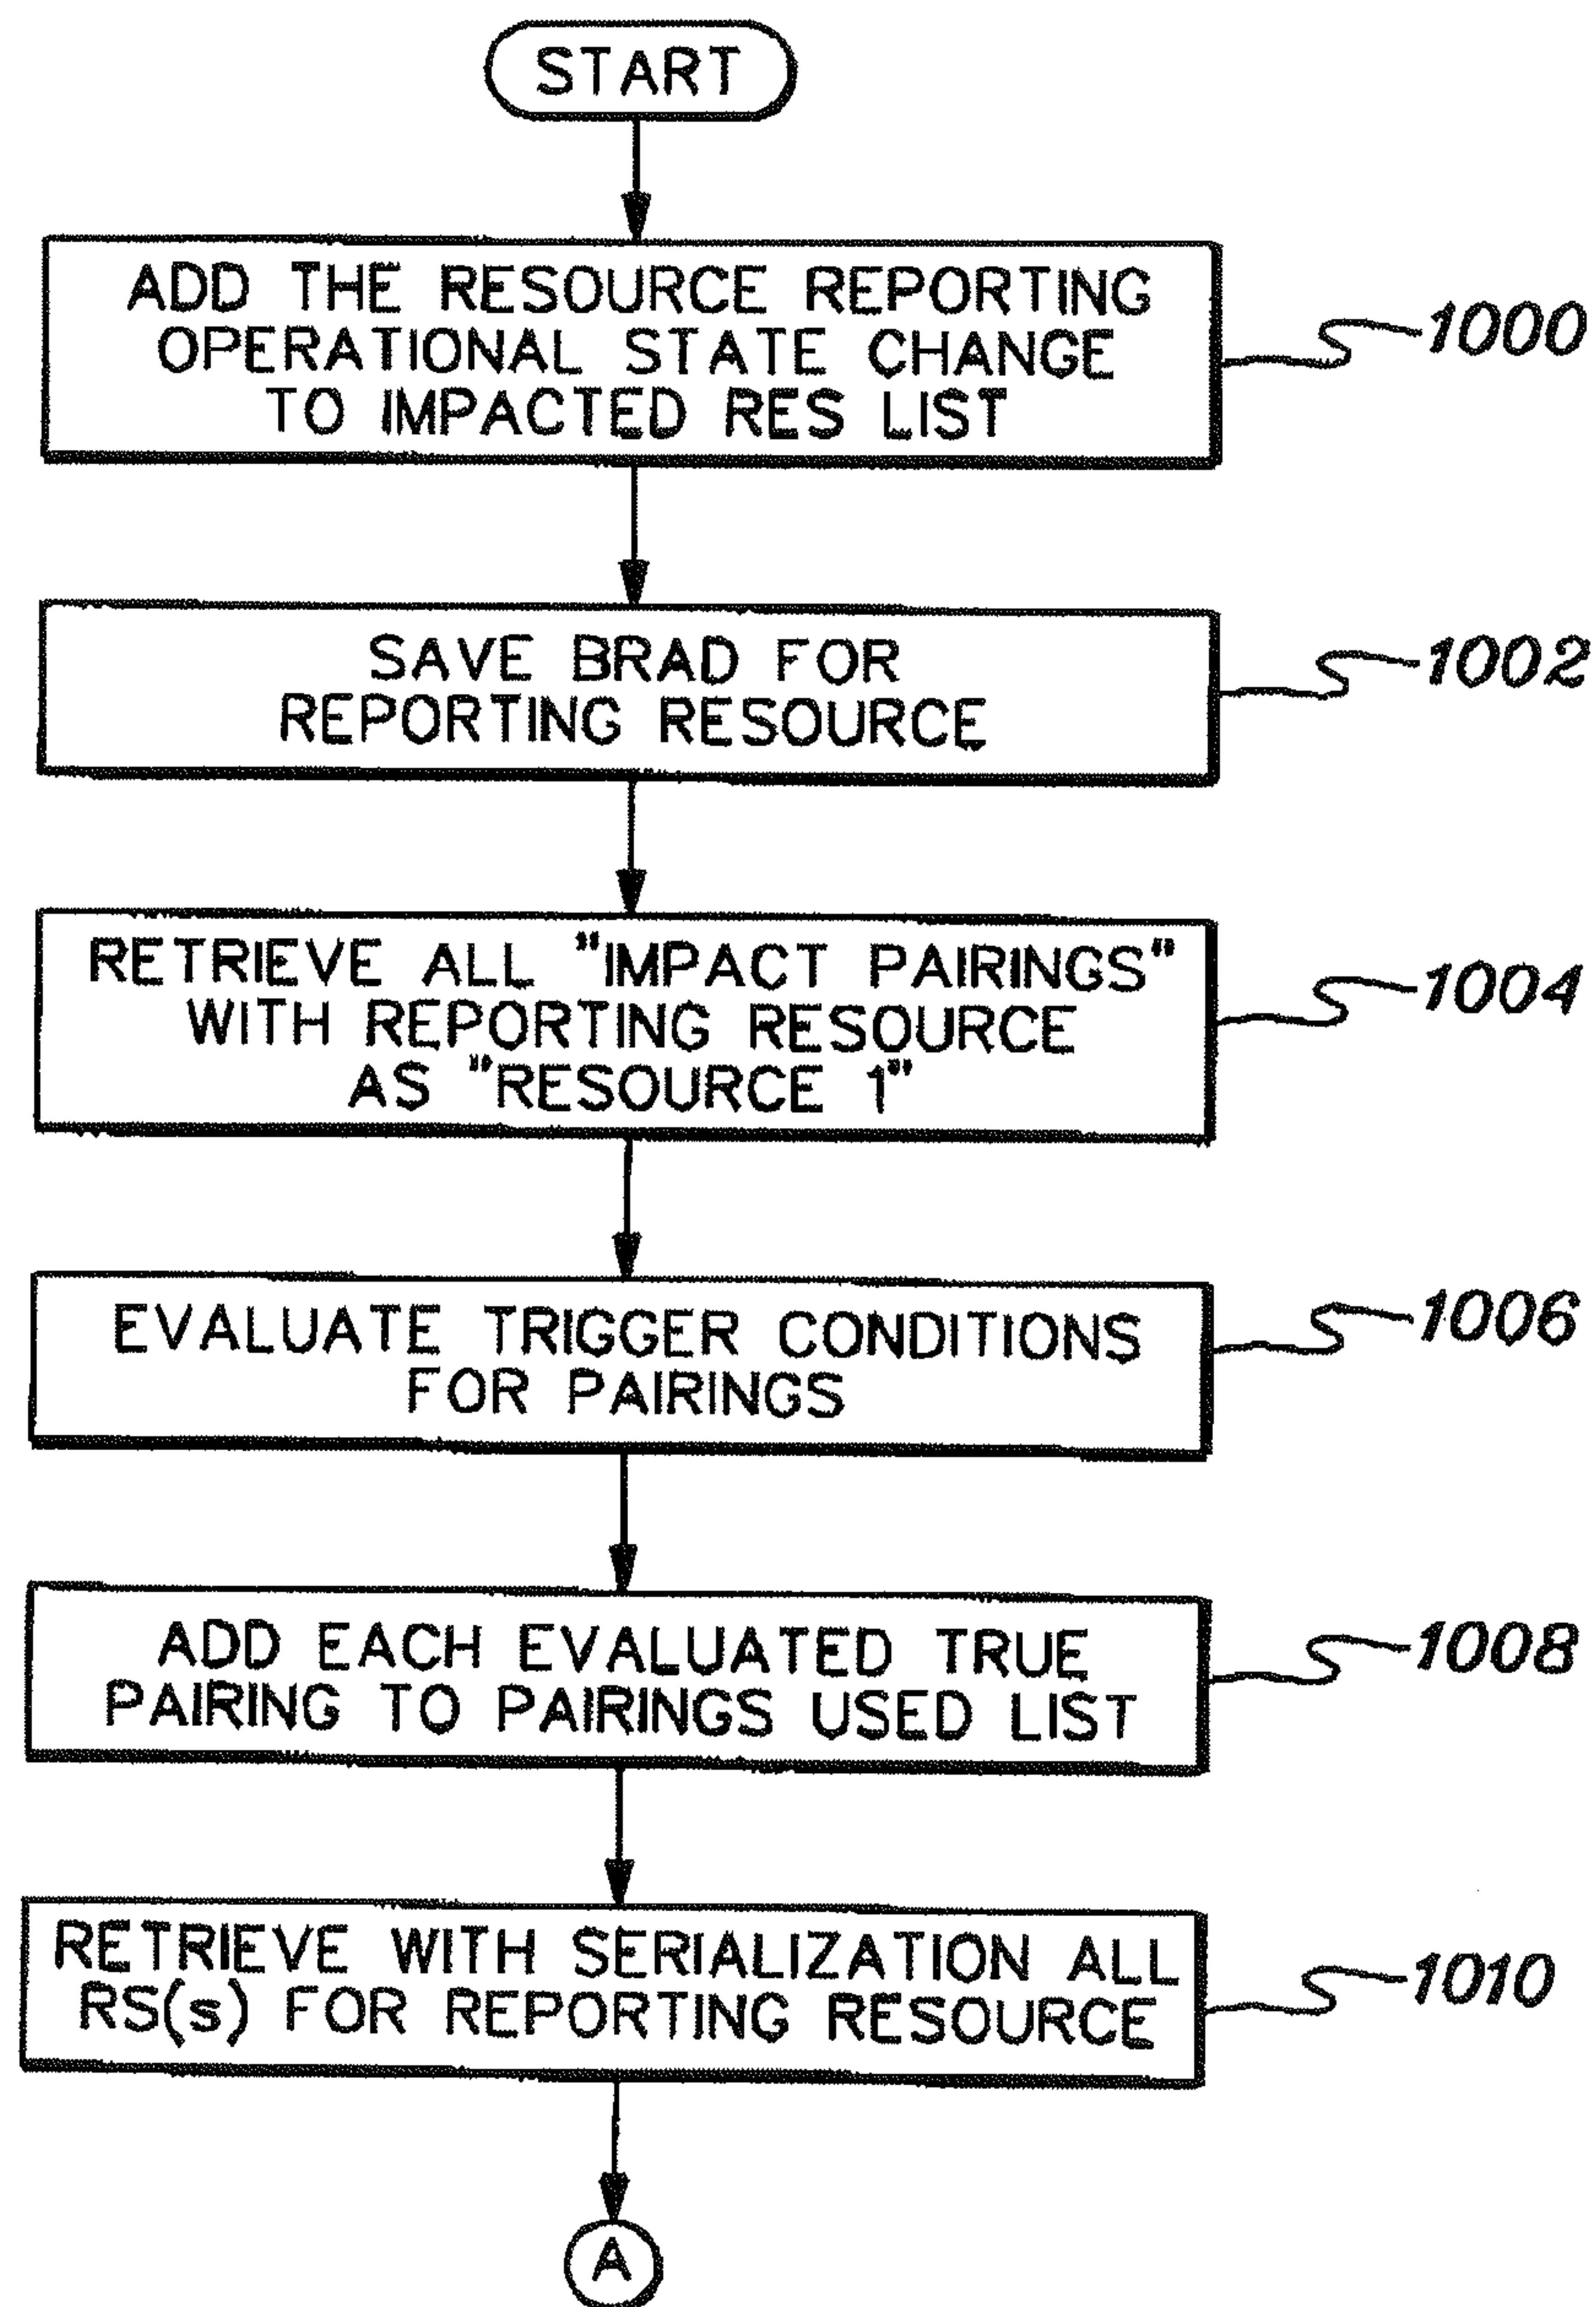 START
ADD THE RESOURCE REPORTING
OPERATIONAL STATE CHANGE
TO IMPACTED RES LIST
1000
SAVE BRAD FOR
REPORTING RESOURCE
1002
RETRIEVE ALL "IMPACT PAIRINGS"
WITH REPORTING RESOURCE
AS "RESOURCE 1"
1004
EVALUATE TRIGGER CONDITIONS
FOR PAIRINGS
1006
ADD EACH EVALUATED TRUE
PAIRING TO PAIRINGS USED LIST
1008
RETRIEVE WITH SERIALIZATION ALL
RS(s) FOR REPORTING RESOURCE
1010
A